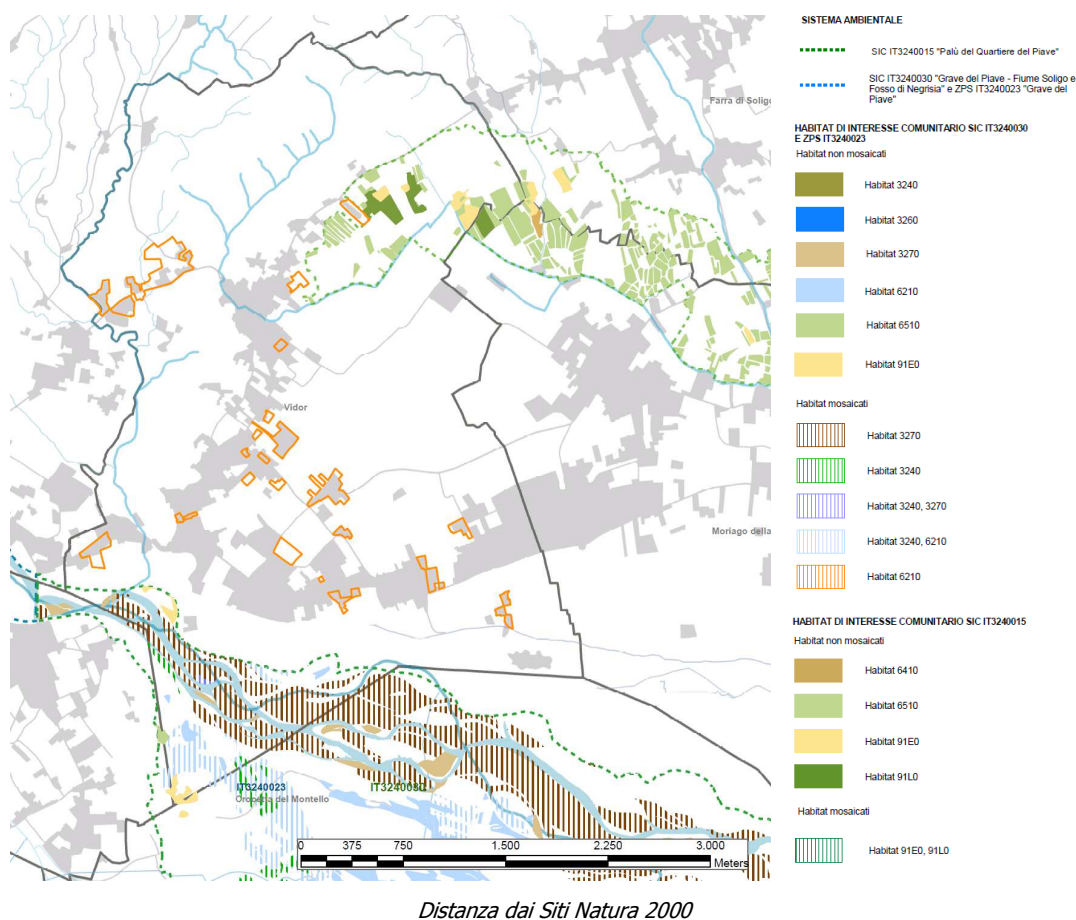 SISTEMA AMBIENTALE
SIC IT3240015 "Palù del Quartiere del Piave"
SIC IT3240030 "Grave del Piave - Fiume Soligo e
Fosso di Negrisia" e ZPS IT3240023 "Grave del
Piave"
HABITAT DI INTERESSE COMUNITARIO SIC IT3240030
E ZPS IT3240023
Habitat non mosaicati
Habitat 3240
Habitat 3260
Habitat 3270
Habitat 6210
Habitat 6510
Habitat 91E0
Habitat mosaicati
Habitat 3270
Habitat 3240
Habitat 3240, 3270
Habitat 3240, 6210
Habitat 6210
HABITAT DI INTERESSE COMUNITARIO SIC IT3240015
Habitat non mosaicati
Habitat 6410
Habitat 6510
Habitat 91E0
Habitat 91L0
Habitat mosaicati
Habitat 91E0, 91L0
Farra di Soligo
Vidor
Moriago della
IT3240023
IT3240030
del Montello
0 375 750 1.500 2.250 3.000
Meters
Distanza dai Siti Natura 2000